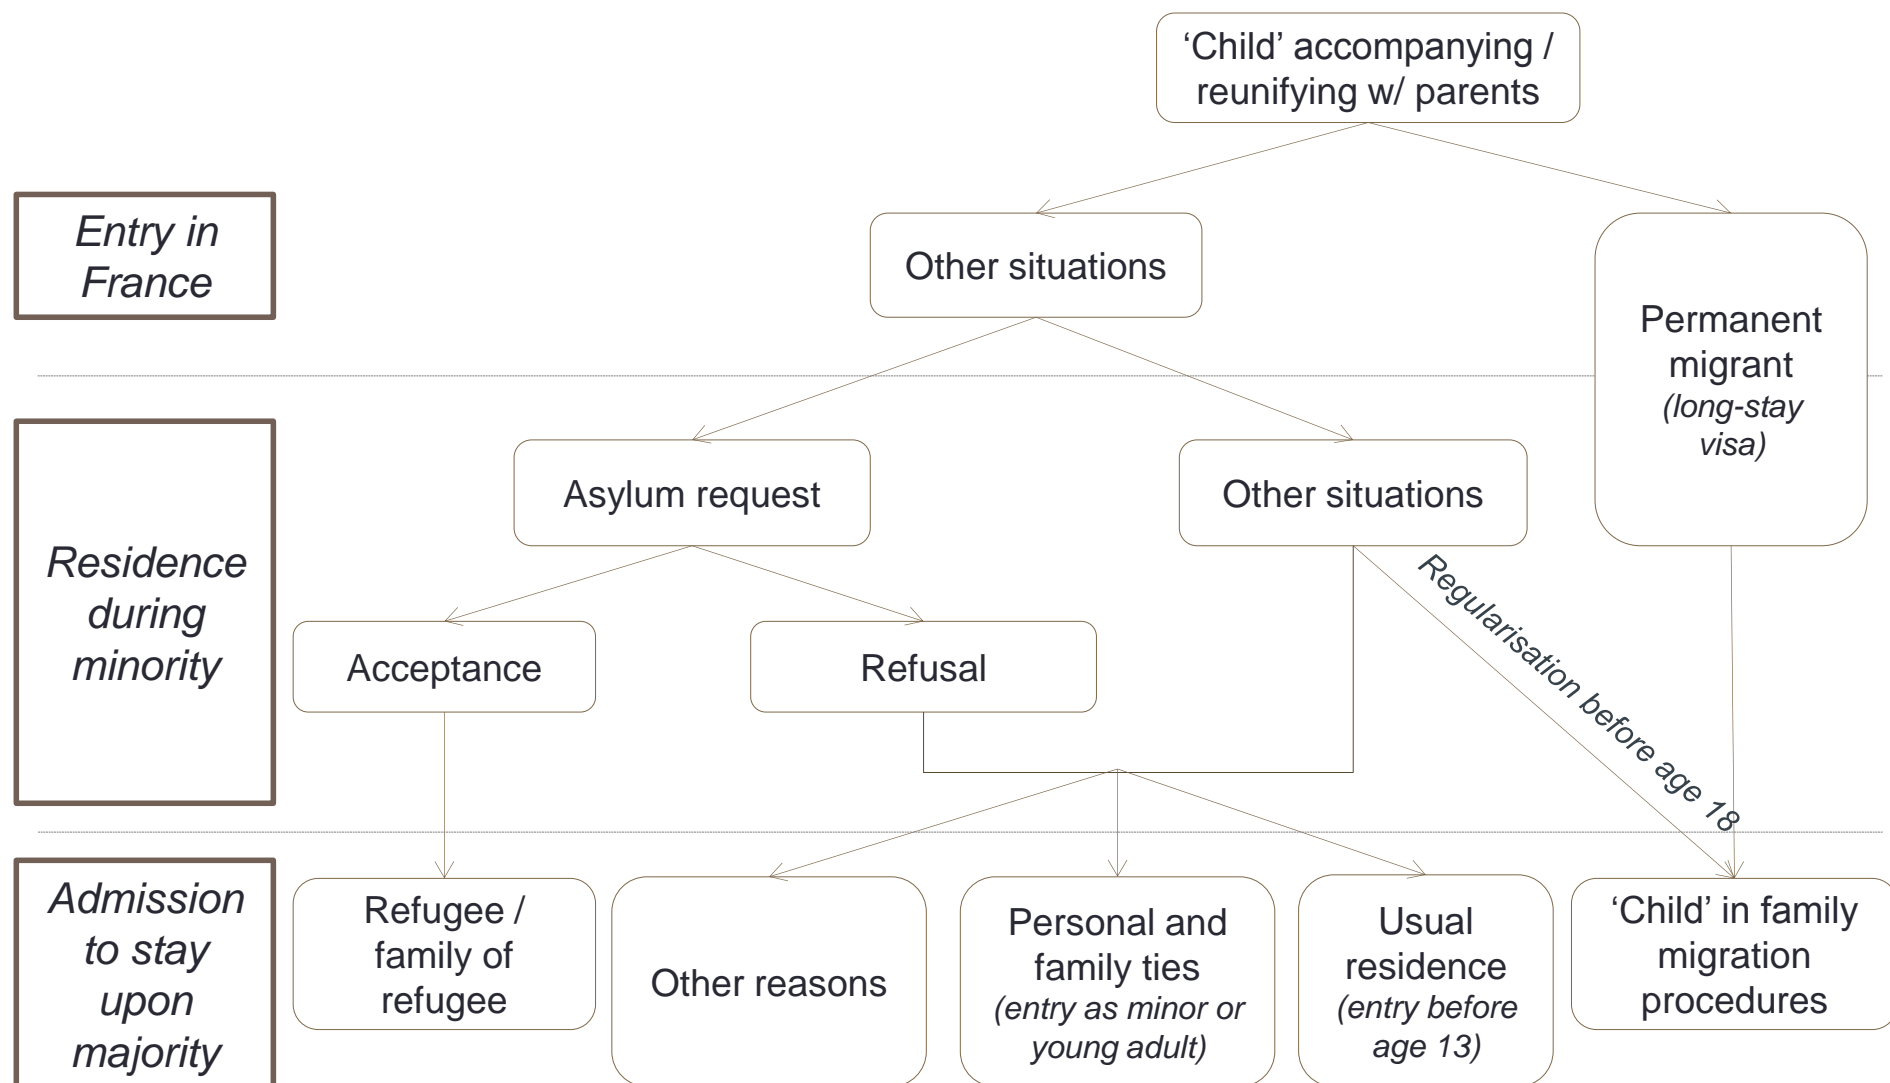 ‘Child’ accompanying /
reunifying w/ parents
Entry in
France
Other situations
Permanent
migrant
(long-stay
visa)
Residence
during
minority
Asylum request
Other situations
Regularisation before age 18
Acceptance
Refusal
Admission
to stay
upon
majority
Refugee /
family of
refugee
Other reasons
Personal and
family ties
(entry as minor or
young adult)
Usual
residence
(entry before
age 13)
‘Child’ in family
migration
procedures